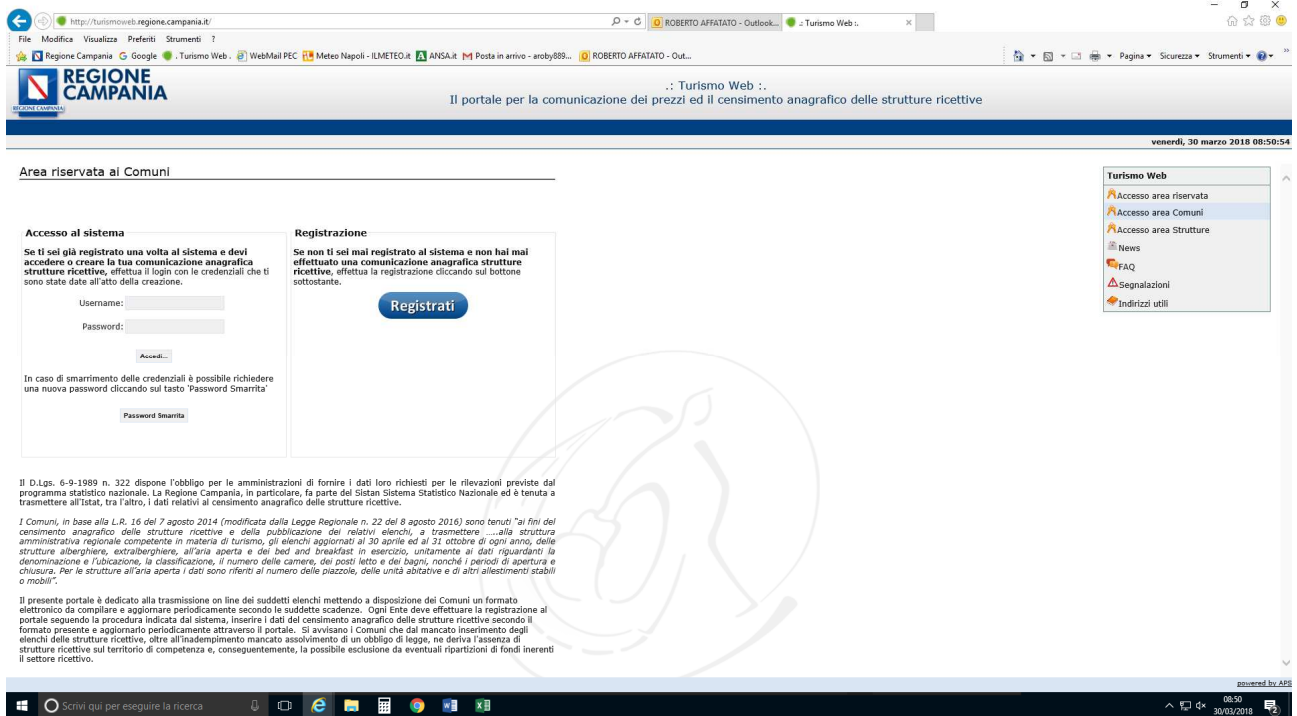 http://turismoweb.regione.campania.it/
ROBERTO AFFATATO - Outlook...
.: Turismo Web :.
File Modifica Visualizza Preferiti Strumenti ?
Regione Campania Google . Turismo Web . WebMail PEC Meteo Napoli - ILMETEO.it ANSA.it Posta in arrivo - aroby889... ROBERTO AFFATATO - Out...
Pagina Sicurezza Strumenti
REGIONE
CAMPANIA
REGIONE CAMPANIA
.: Turismo Web :.
Il portale per la comunicazione dei prezzi ed il censimento anagrafico delle strutture ricettive
venerdì, 30 marzo 2018 08:50:54
Area riservata ai Comuni
Accesso al sistema
Se ti sei già registrato una volta al sistema e devi
accedere o creare la tua comunicazione anagrafica
strutture ricettive, effettua il login con le credenziali che ti
sono state date all'atto della creazione.
Username:
Password:
Accedi...
In caso di smarrimento delle credenziali è possibile richiedere
una nuova password cliccando sul tasto 'Password Smarrita'
Password Smarrita
Registrazione
Se non ti sei mai registrato al sistema e non hai mai
effettuato una comunicazione anagrafica strutture
ricettive, effettua la registrazione cliccando sul bottone
sottostante.
Registrati
Turismo Web
Accesso area riservata
Accesso area Comuni
Accesso area Strutture
News
FAQ
Segnalazioni
Indirizzi utili
Il D.Lgs. 6-9-1989 n. 322 dispone l'obbligo per le amministrazioni di fornire i dati loro richiesti per le rilevazioni previste dal
programma statistico nazionale. La Regione Campania, in particolare, fa parte del Sistan Sistema Statistico Nazionale ed è tenuta a
trasmettere all'Istat, tra l'altro, i dati relativi al censimento anagrafico delle strutture ricettive.
I Comuni, in base alla L.R. 16 del 7 agosto 2014 (modificata dalla Legge Regionale n. 22 del 8 agosto 2016) sono tenuti "ai fini del
censimento anagrafico delle strutture ricettive e della pubblicazione dei relativi elenchi, a trasmettere .....alla struttura
amministrativa regionale competente in materia di turismo, gli elenchi aggiornati al 30 aprile ed al 31 ottobre di ogni anno, delle
strutture alberghiere, extralberghiere, all'aria aperta e dei bed and breakfast in esercizio, unitamente ai dati riguardanti la
denominazione e l'ubicazione, la classificazione, il numero delle camere, dei posti letto e dei bagni, nonché i periodi di apertura e
chiusura. Per le strutture all'aria aperta i dati sono riferiti al numero delle piazzole, delle unità abitative e di altri allestimenti stabili
o mobili".
Il presente portale è dedicato alla trasmissione on line dei suddetti elenchi mettendo a disposizione dei Comuni un formato
elettronico da compilare e aggiornare periodicamente secondo le suddette scadenze. Ogni Ente deve effettuare la registrazione al
portale seguendo la procedura indicata dal sistema, inserire i dati del censimento anagrafico delle strutture ricettive secondo il
formato presente e aggiornarlo periodicamente attraverso il portale. Si avvisano i Comuni che dal mancato inserimento degli
elenchi delle strutture ricettive, oltre all'inadempimento mancato assolvimento di un obbligo di legge, ne deriva l'assenza di
strutture ricettive sul territorio di competenza e, conseguentemente, la possibile esclusione da eventuali ripartizioni di fondi inerenti
il settore ricettivo.
powered by APS
Scrivi qui per eseguire la ricerca
08:50
30/03/2018